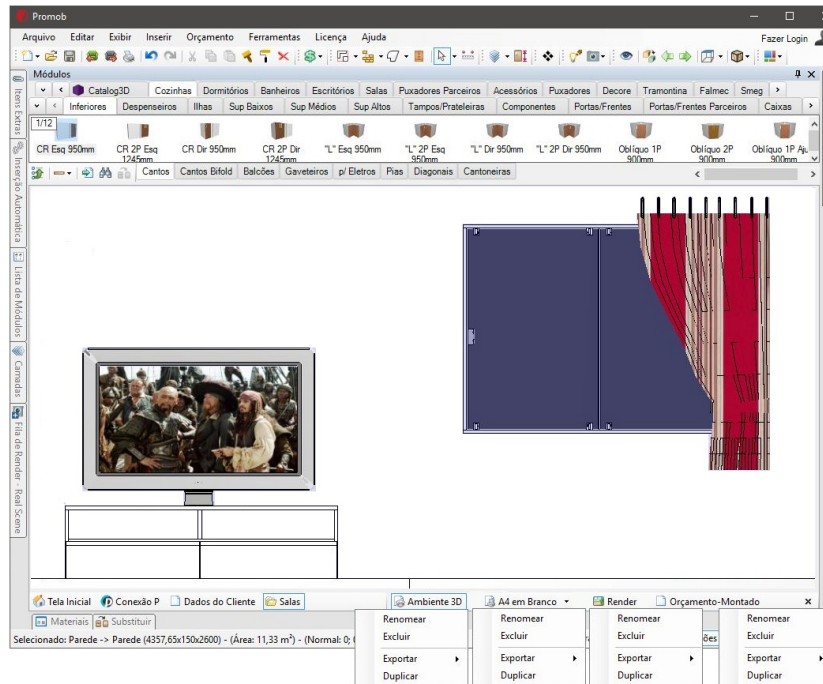 Promob
Arquivo Editar Exibir Inserir Orçamento Ferramentas Licença Ajuda
Fazer Login
Módulos
Catalog3D Cozinhas Dormitórios Banheiros Escritórios Salas Puxadores Parceiros Acessórios Puxadores Decore Tramontina Falmec Smeg
Inferiores Despenseiros Ilhas Sup Baixos Sup Médios Sup Altos Tampos/Prateleiras Componentes Portas/Frentes Portas/Frentes Parceiros Caixas
1/12
CR Esq 950mm CR 2P Esq 1245mm CR Dir 950mm CR 2P Dir 1245mm "L" Esq 950mm "L" 2P Esq 950mm "L" Dir 950mm "L" 2P Dir 950mm Oblíquo 1P 900mm Oblíquo 2P 900mm Oblíquo 1P Aju 900mm
Cantos Cantos Bifold Balcões Gaveteiros p/ Eletros Pias Diagonais Cantoneiras
Itens Extras
Inserção Automática
Lista de Módulos
Camadas
Fila de Render - Real Scene
Tela Inicial Conexão P Dados do Cliente Salas Ambiente 3D A4 em Branco Render Orçamento-Montado
Materiais Substituir
Selecionado: Parede -> Parede (4357,65x150x2600) - (Área: 11,33 m²) - (Normal: 0;
Renomear Renomear Renomear Renomear
Excluir Excluir Excluir Excluir
Exportar Exportar Exportar Exportar
Duplicar Duplicar Duplicar Duplicar